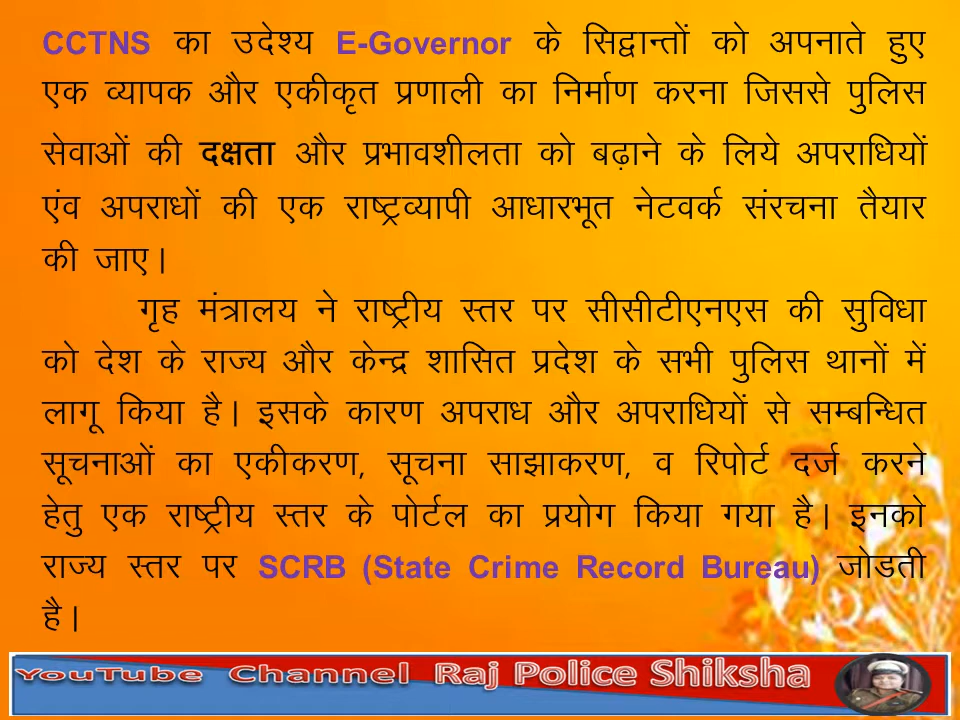 CCTNS का उदेश्य E-Governor के सिद्वान्तों को अपनाते हुए
एक व्यापक और एकीकृत प्रणाली का निर्माण करना जिससे पुलिस
सेवाओं की दक्षता और प्रभावशीलता को बढ़ाने के लिये अपराधियों
एंव अपराधों की एक राष्ट्रव्यापी आधारभूत नेटवर्क संरचना तैयार
की जाए।
गृह मंत्रालय ने राष्ट्रीय स्तर पर सीसीटीएनएस की सुविधा
को देश के राज्य और केन्द्र शासित प्रदेश के सभी पुलिस थानों में
लागू किया है। इसके कारण अपराध और अपराधियों से सम्बन्धित
सूचनाओं का एकीकरण, सूचना साझाकरण, व रिपोर्ट दर्ज करने
हेतु एक राष्ट्रीय स्तर के पोर्टल का प्रयोग किया गया है। इनको
राज्य स्तर पर SCRB (State Crime Record Bureau) जोडती
है।
YouTube Channel Raj Police Shiksha